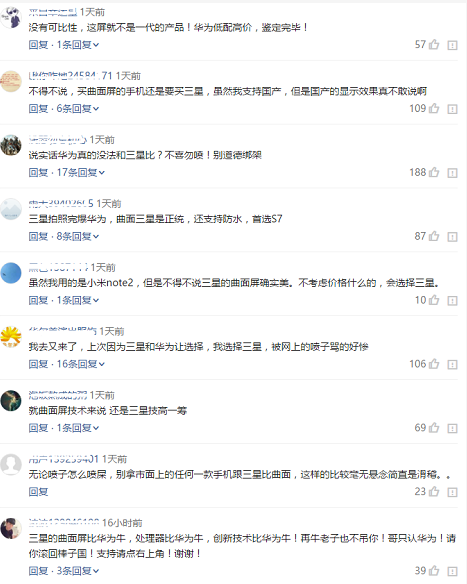 1天前
没有可比性，这屏就不是一代的产品！华为低配高价，鉴定完毕！
回复 · 1条回复 57
1天前
不得不说，买曲面屏的手机还是要买三星，虽然我支持国产，但是国产的显示效果真不敢说啊
回复 · 6条回复 109
1天前
说实话华为真的没法和三星比？不喜勿喷！别道德绑架
回复 · 17条回复 188
1天前
三星拍照完爆华为，曲面三星是正统，还支持防水，首选S7
回复 · 8条回复 87
1天前
虽然我用的是小米note2，但是不得不说三星的曲面屏确实美。不考虑价格什么的，会选择三星。
回复 · 1条回复 10
1天前
我去又来了，上次因为三星和华为让选择，我选择三星，被网上的喷子骂的好惨
回复 · 16条回复 106
1天前
就曲面屏技术来说 还是三星技高一筹
回复 · 1条回复 69
1天前
无论喷子怎么喷屎，别拿市面上的任何一款手机跟三星比曲面，这样的比较毫无悬念简直是滑稽。。
回复 23
16小时前
三星的曲面屏比华为牛，处理器比华为牛，创新技术比华为牛！再牛老子也不吊你！哥只认华为！请
你滚回棒子国！支持请点右上角！谢谢！
回复 · 3条回复 39